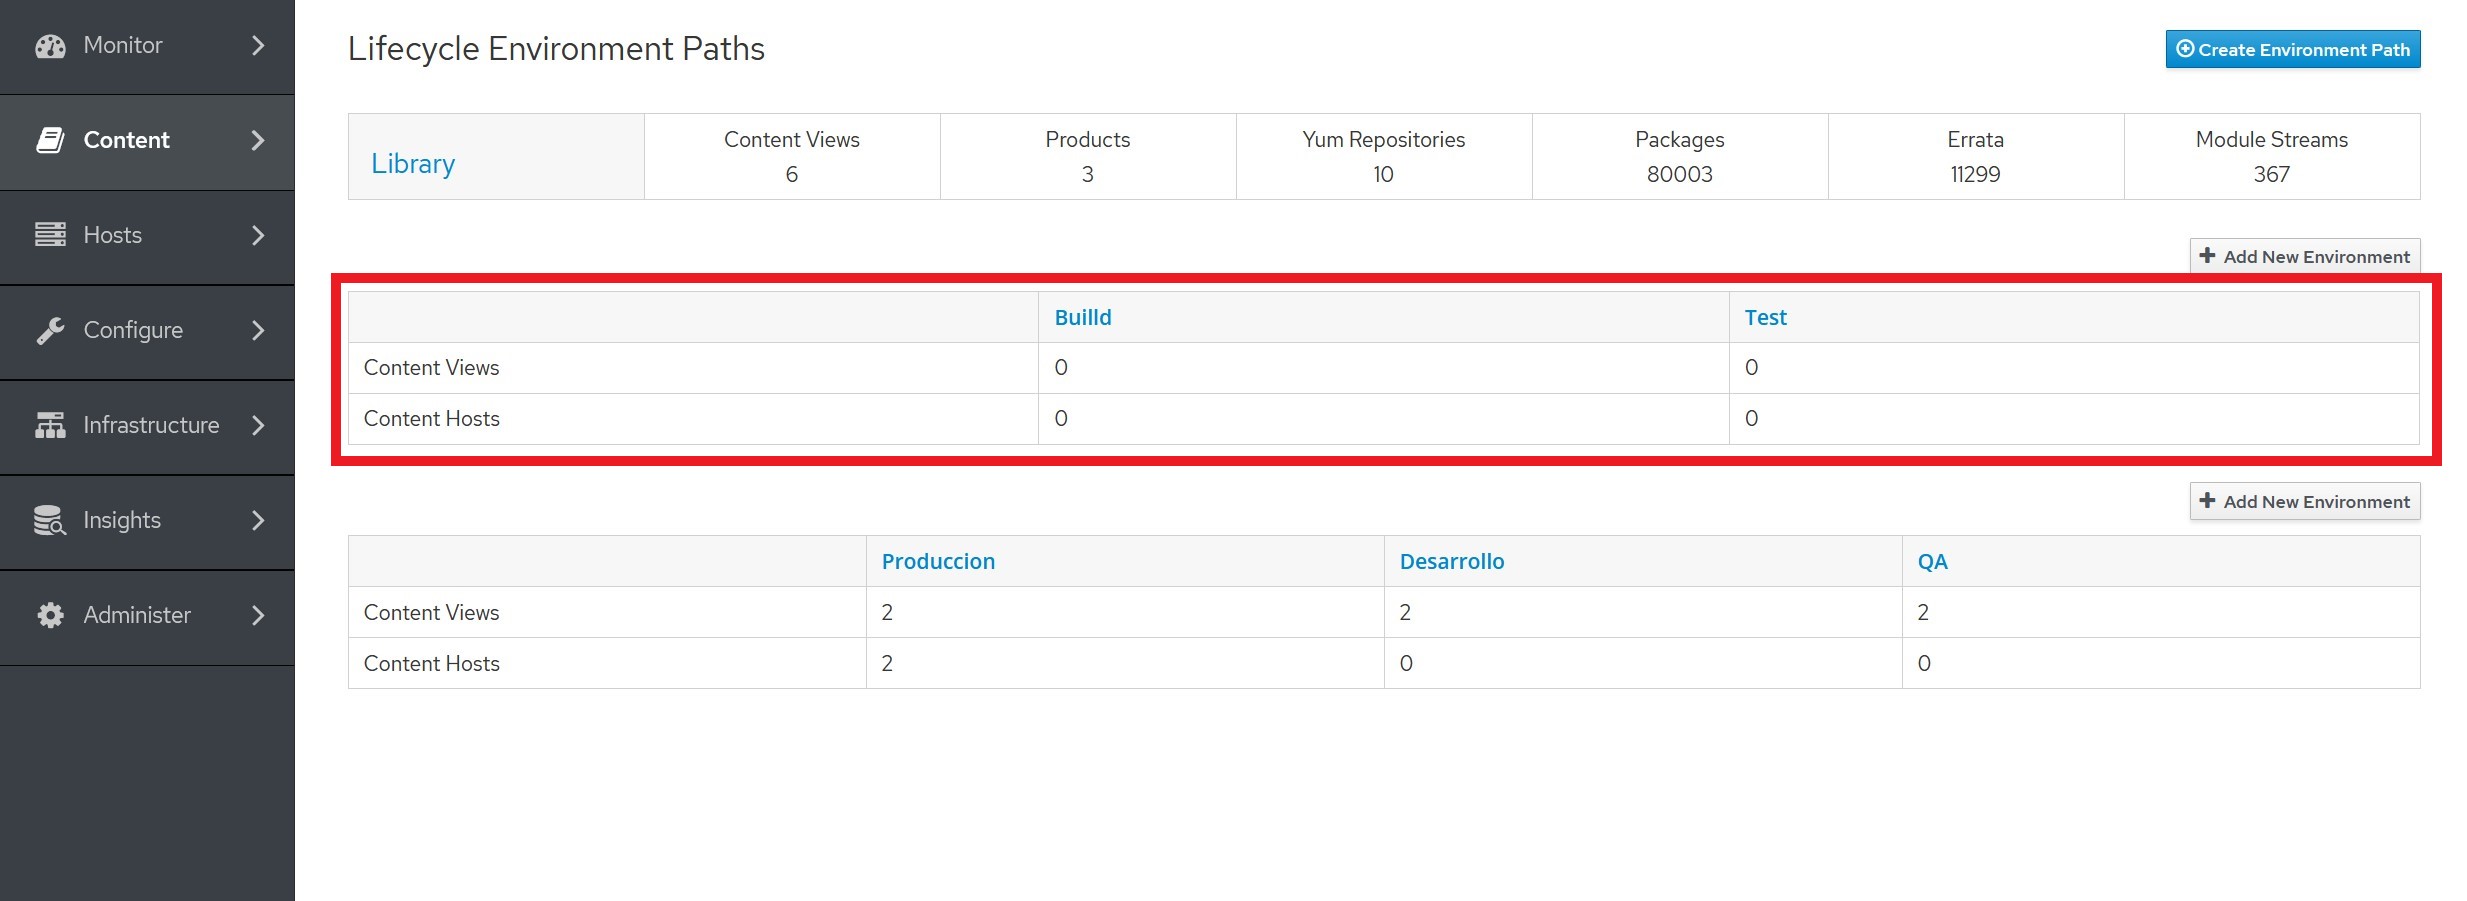 Monitor
Content
Hosts
Configure
Infrastructure
Insights
Administer
Lifecycle Environment Paths
Create Environment Path
Library
Content Views Products Yum Repositories Packages Errata Module Streams
6 3 10 80003 11299 367
Add New Environment
Builld Test
Content Views 0 0
Content Hosts 0 0
Add New Environment
Produccion Desarrollo QA
Content Views 2 2 2
Content Hosts 2 0 0